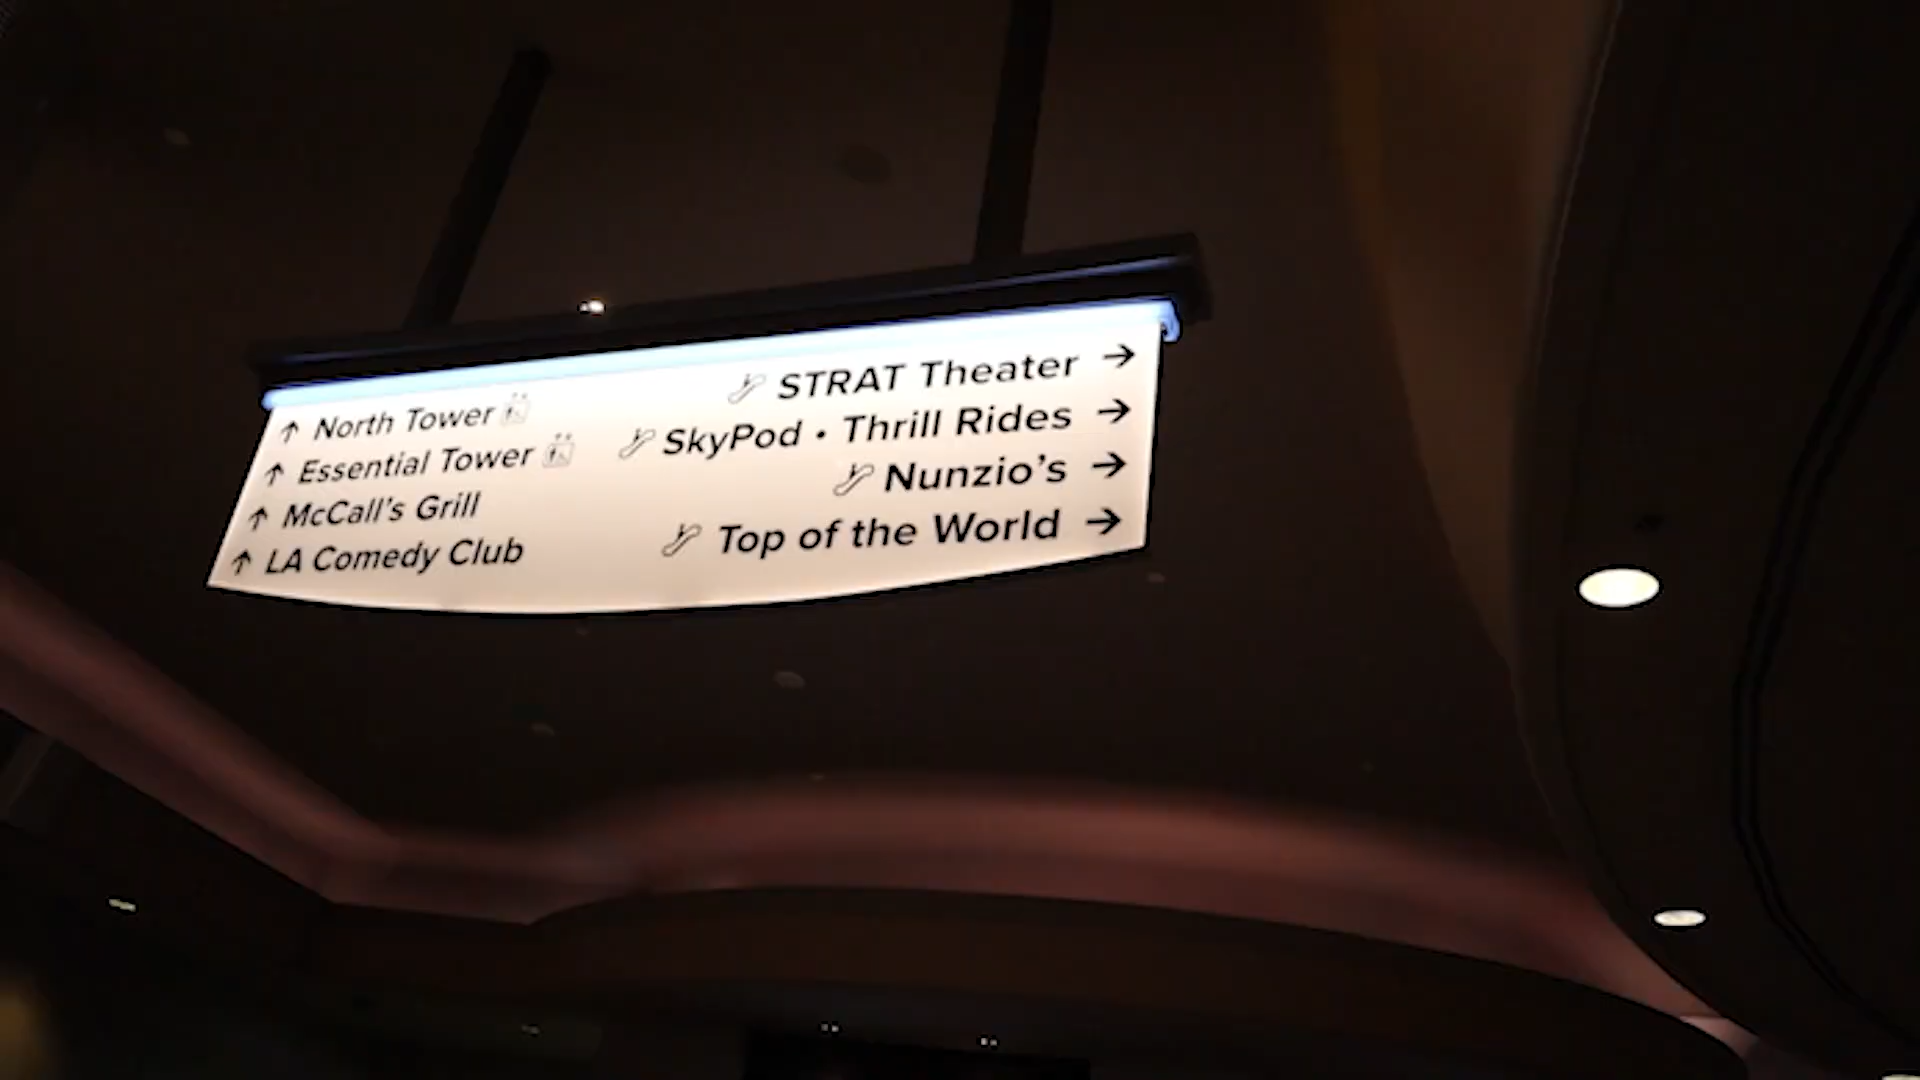 ↑ North Tower
↑ Essential Tower
↑ McCall's Grill
↑ LA Comedy Club
STRAT Theater →
SkyPod • Thrill Rides →
Nunzio's →
Top of the World →